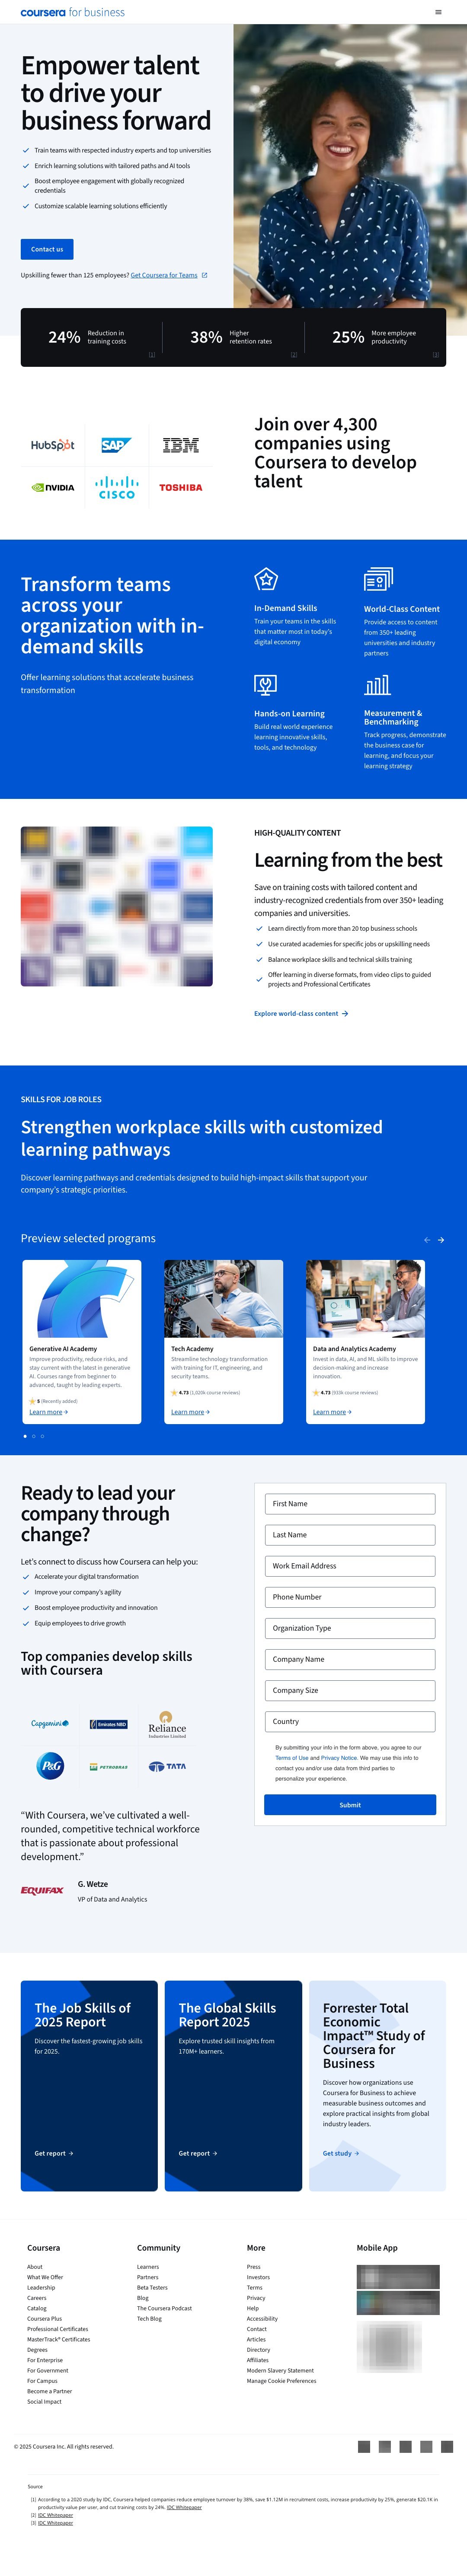 coursera for business
Empower talent
to drive your
business forward
Train teams with respected industry experts and top universities
Enrich learning solutions with tailored paths and AI tools
Boost employee engagement with globally recognized
credentials
Customize scalable learning solutions efficiently
Contact us
Upskilling fewer than 125 employees? Get Coursera for Teams
24% Reduction in
training costs
[1]
38% Higher
retention rates
[2]
25% More employee
productivity
[3]
HubSpot SAP IBM
NVIDIA CISCO TOSHIBA
Join over 4,300
companies using
Coursera to develop
talent
Transform teams
across your
organization with in-
demand skills
Offer learning solutions that accelerate business
transformation
In-Demand Skills
Train your teams in the skills
that matter most in today's
digital economy
World-Class Content
Provide access to content
from 350+ leading
universities and industry
partners
Hands-on Learning
Build real world experience
learning innovative skills,
tools, and technology
Measurement &
Benchmarking
Track progress, demonstrate
the business case for
learning, and focus your
learning strategy
HIGH-QUALITY CONTENT
Learning from the best
Save on training costs with tailored content and
industry-recognized credentials from over 350+ leading
companies and universities.
Learn directly from more than 20 top business schools
Use curated academies for specific jobs or upskilling needs
Balance workplace skills and technical skills training
Offer learning in diverse formats, from video clips to guided
projects and Professional Certificates
Explore world-class content →
SKILLS FOR JOB ROLES
Strengthen workplace skills with customized
learning pathways
Discover learning pathways and credentials designed to build high-impact skills that support your
company's strategic priorities.
Preview selected programs
Generative AI Academy
Improve productivity, reduce risks, and
stay current with the latest in generative
AI. Courses range from beginner to
advanced, taught by leading experts.
5 (Recently added)
Learn more →
Tech Academy
Streamline technology transformation
with training for IT, engineering, and
security teams.
4.73 (1,020k course reviews)
Learn more →
Data and Analytics Academy
Invest in data, AI, and ML skills to improve
decision-making and increase
innovation.
4.73 (933k course reviews)
Learn more →
Ready to lead your
company through
change?
Let's connect to discuss how Coursera can help you:
Accelerate your digital transformation
Improve your company's agility
Boost employee productivity and innovation
Equip employees to drive growth
Top companies develop skills
with Coursera
Capgemini Emirates NBD Reliance
Industries Limited
P&G PETROBRAS TATA
“With Coursera, we've cultivated a well-
rounded, competitive technical workforce
that is passionate about professional
development.”
EQUIFAX
G. Wetze
VP of Data and Analytics
First Name
Last Name
Work Email Address
Phone Number
Organization Type
Company Name
Company Size
Country
By submitting your info in the form above, you agree to our
Terms of Use and Privacy Notice. We may use this info to
contact you and/or use data from third parties to
personalize your experience.
Submit
The Job Skills of
2025 Report
Discover the fastest-growing job skills
for 2025.
Get report →
The Global Skills
Report 2025
Explore trusted skill insights from
170M+ learners.
Get report →
Forrester Total
Economic
Impact™ Study of
Coursera for
Business
Discover how organizations use
Coursera for Business to achieve
measurable business outcomes and
explore practical insights from global
industry leaders.
Get study →
Coursera
About
What We Offer
Leadership
Careers
Catalog
Coursera Plus
Professional Certificates
MasterTrack® Certificates
Degrees
For Enterprise
For Government
For Campus
Become a Partner
Social Impact
Community
Learners
Partners
Beta Testers
Blog
The Coursera Podcast
Tech Blog
More
Press
Investors
Terms
Privacy
Help
Accessibility
Contact
Articles
Directory
Affiliates
Modern Slavery Statement
Manage Cookie Preferences
Mobile App
© 2025 Coursera Inc. All rights reserved.
Source
[1] According to a 2020 study by IDC, Coursera helped companies reduce employee turnover by 38%, save $1.12M in recruitment costs, increase productivity by 25%, generate $20.1K in
productivity value per user, and cut training costs by 24%. IDC Whitepaper
[2] IDC Whitepaper
[3] IDC Whitepaper